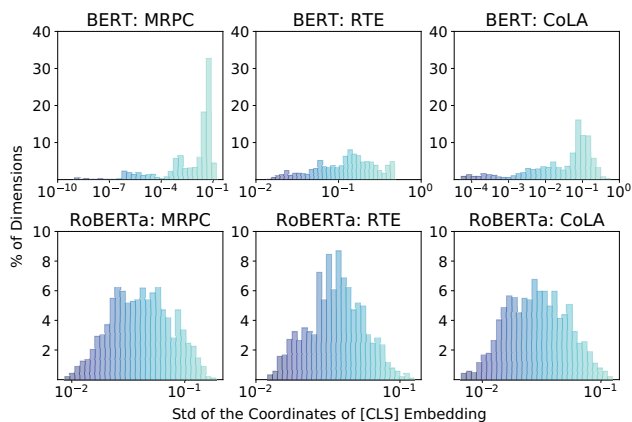 BERT: MRPC BERT: RTE BERT: CoLA
40 40 40
30 30 30
20 20 20
10 10 10
10⁻¹⁰ 10⁻⁷ 10⁻⁴ 10⁻¹ 10⁻² 10⁻¹ 10⁰ 10⁻⁴ 10⁻³ 10⁻² 10⁻¹ 10⁰
% of Dimensions
RoBERTa: MRPC RoBERTa: RTE RoBERTa: CoLA
10 10 10
8 8 8
6 6 6
4 4 4
2 2 2
10⁻² 10⁻¹ 10⁻² 10⁻¹ 10⁻² 10⁻¹
Std of the Coordinates of [CLS] Embedding